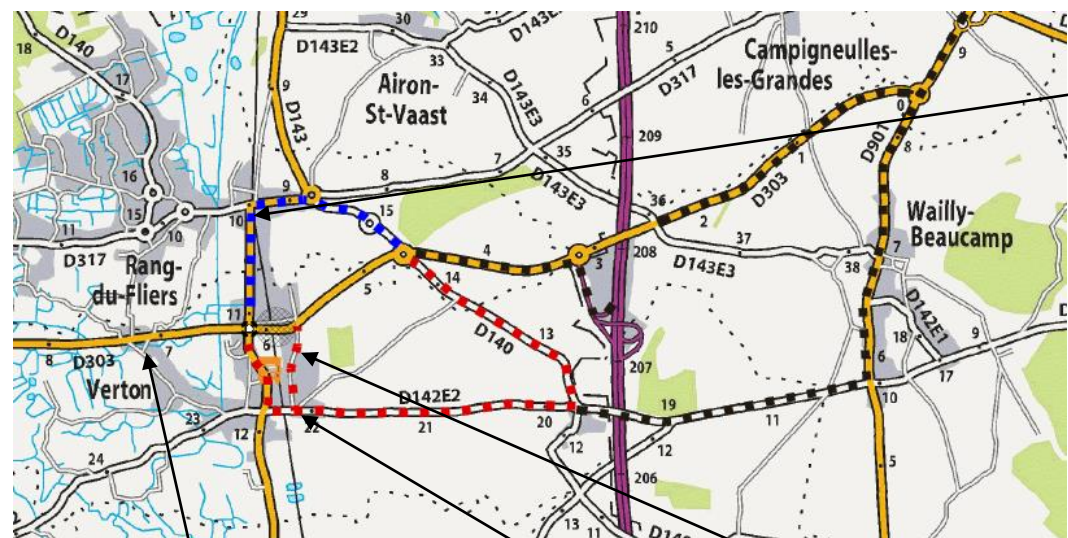 29
30
210
D140
18
D143E2
33
5
9
17
Airon-
St-Vaast
D317
Campigneulles-
les-Grandes
9
D143
34
D143E3
6
0
209
D901
8
16
7
35
1
8
D303
9
D143E3
36
2
15
10
15
Wailly-
Beaucamp
11
10
4
208
37
7
D317
Rang-
du-Fliers
3
D143E3
38
5
14
11
13
D142E1
9
6
D140
18
8
D303
7
207
6
17
Verton
D142E2
19
10
23
22
21
20
11
12
12
12
24
5
206
13
11
D140